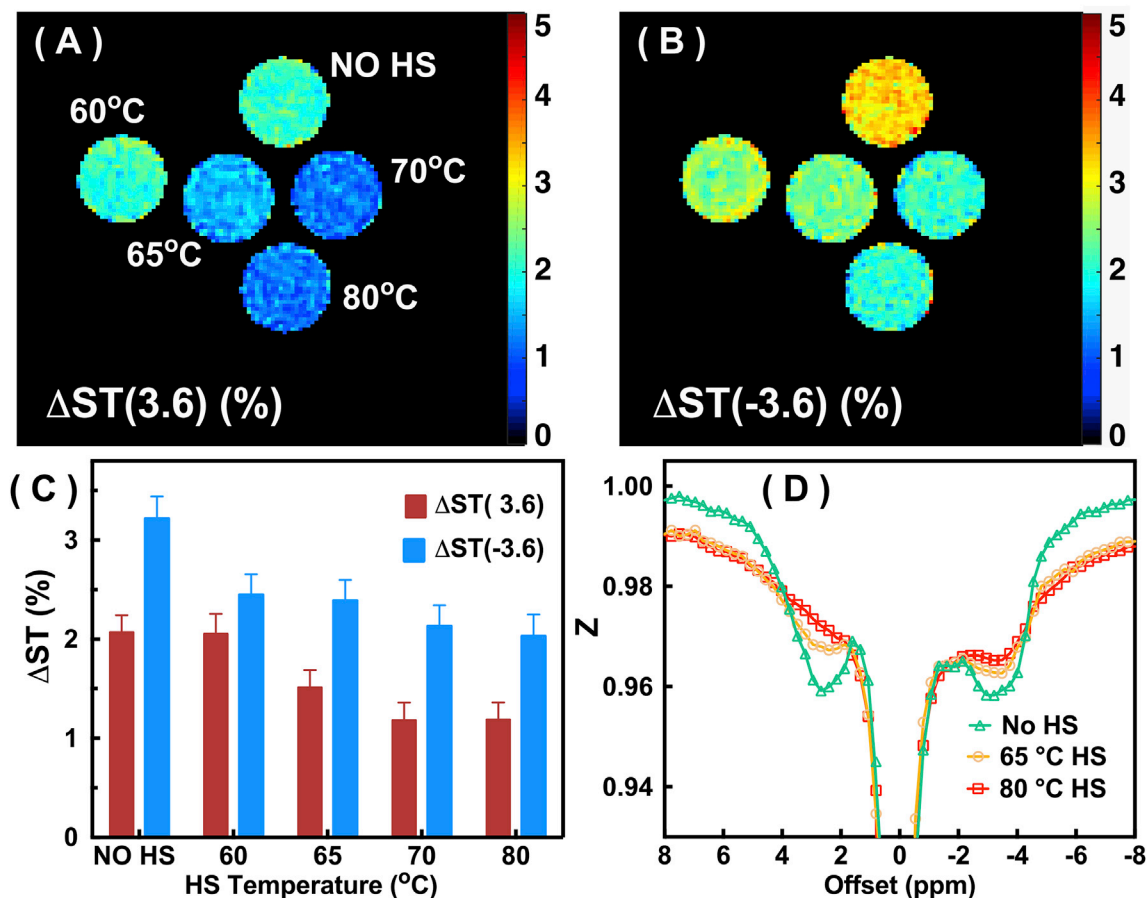 ( A )
NO HS
60°C
70°C
65°C
80°C
ΔST(3.6) (%)
5
4
3
2
1
0
( B )
ΔST(-3.6) (%)
5
4
3
2
1
0
( C )
ΔST( 3.6)
ΔST(-3.6)
ΔST (%)
3
2
1
0
NO HS 60 65 70 80
HS Temperature (°C)
( D )
Z
1.00
0.98
0.96
0.94
No HS
65 °C HS
80 °C HS
8 6 4 2 0 -2 -4 -6 -8
Offset (ppm)